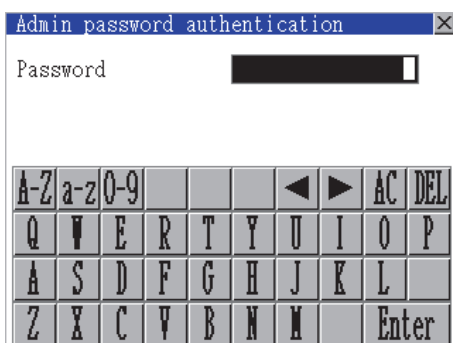 Admin password authentication
Password
A-Z a-z 0-9 ◀ ▶ AC DEL
Q W E R T Y U I O P
A S D F G H J K L
Z X C V B N M Enter